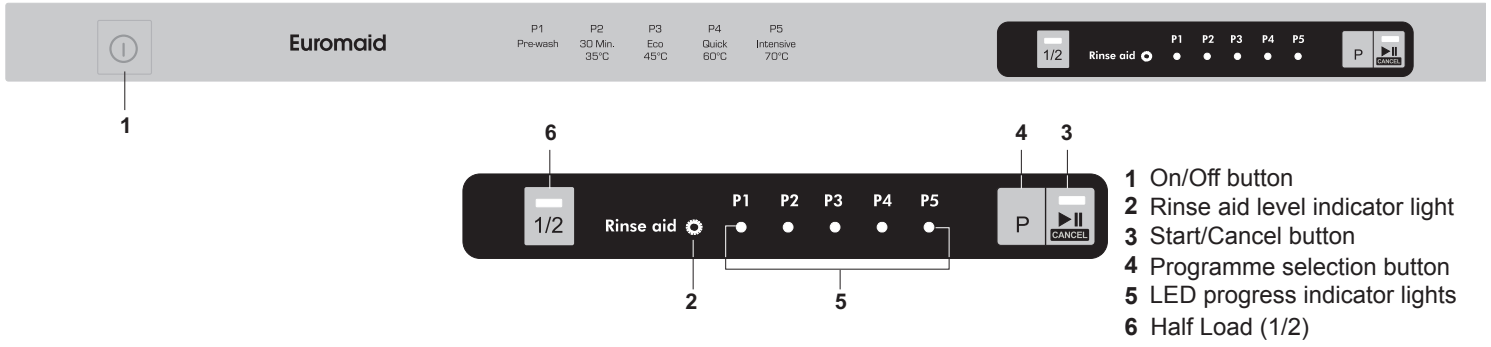 Euromaid
P1 P2 P3 P4 P5
Pre-wash 30 Min. Eco Quick Intensive
35°C 45°C 60°C 70°C
1/2 Rinse aid P1 P2 P3 P4 P5 P CANCEL
1
6 4 3
1/2 Rinse aid P1 P2 P3 P4 P5 P CANCEL
2 5
1 On/Off button
2 Rinse aid level indicator light
3 Start/Cancel button
4 Programme selection button
5 LED progress indicator lights
6 Half Load (1/2)